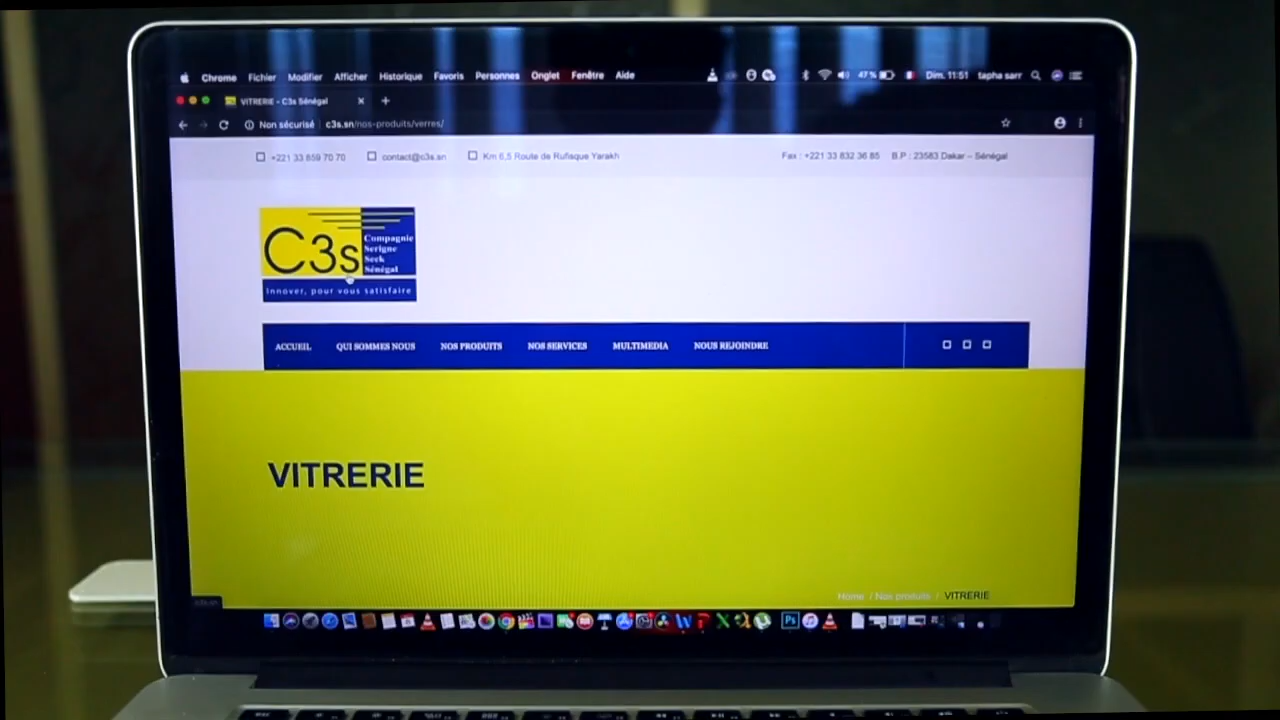 Chrome Fichier Modifier Afficher Historique Favoris Personnes Onglet Fenêtre Aide 47 % Dim. 11:51 tapha sarr
VITRERIE - C3s Sénégal
Non sécurisé c3s.sn/nos-produits/verres/
+221 33 859 70 70 contact@c3s.sn Km 6,5 Route de Rufisque Yarakh Fax : +221 33 832 36 85 B.P : 23583 Dakar – Sénégal
C3s
Compagnie
Serigne
Seck
Sénégal
Innover, pour vous satisfaire
ACCUEIL QUI SOMMES NOUS NOS PRODUITS NOS SERVICES MULTIMEDIA NOUS REJOINDRE
VITRERIE
Home / Nos produits / VITRERIE
Ps